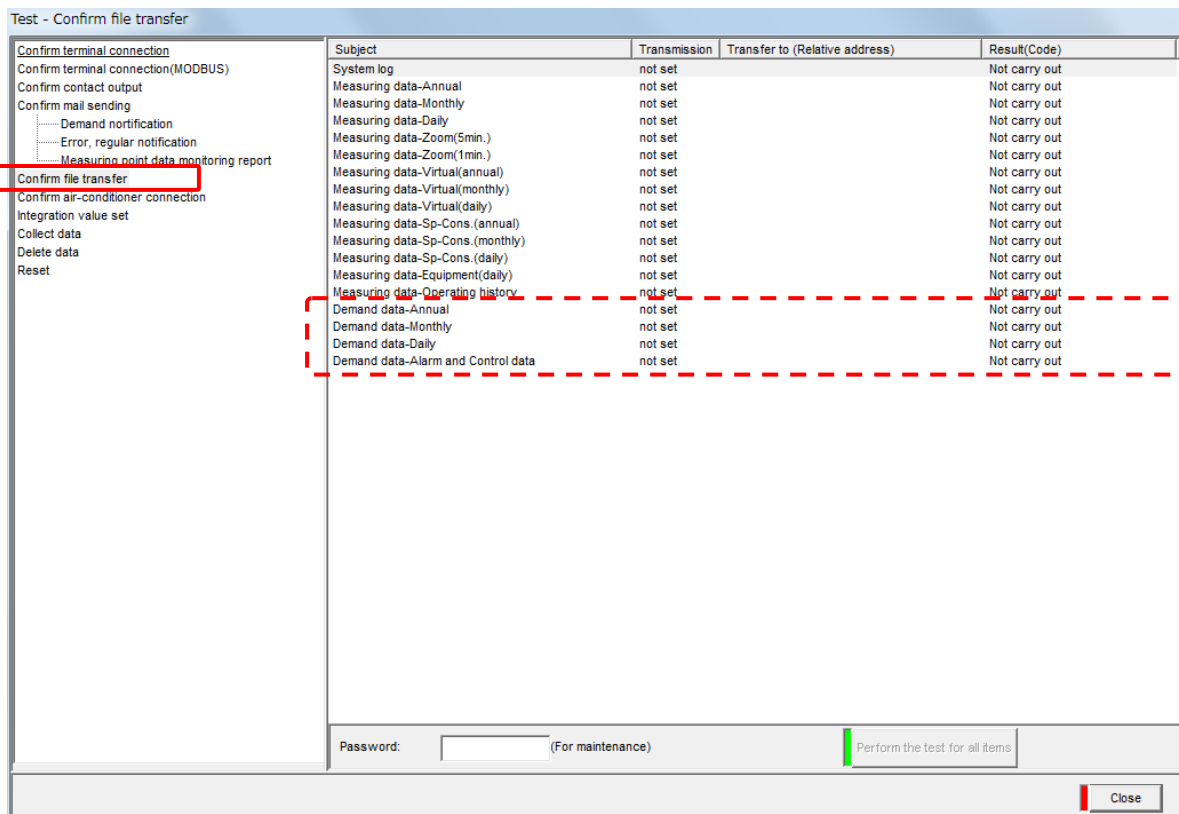 Test - Confirm file transfer
Confirm terminal connection
Confirm terminal connection(MODBUS)
Confirm contact output
Confirm mail sending
Demand nortification
Error, regular notification
Measuring point data monitoring report
Confirm file transfer
Confirm air-conditioner connection
Integration value set
Collect data
Delete data
Reset
Subject Transmission Transfer to (Relative address) Result(Code)
System log not set Not carry out
Measuring data-Annual not set Not carry out
Measuring data-Monthly not set Not carry out
Measuring data-Daily not set Not carry out
Measuring data-Zoom(5min.) not set Not carry out
Measuring data-Zoom(1min.) not set Not carry out
Measuring data-Virtual(annual) not set Not carry out
Measuring data-Virtual(monthly) not set Not carry out
Measuring data-Virtual(daily) not set Not carry out
Measuring data-Sp-Cons.(annual) not set Not carry out
Measuring data-Sp-Cons.(monthly) not set Not carry out
Measuring data-Sp-Cons.(daily) not set Not carry out
Measuring data-Equipment(daily) not set Not carry out
Measuring data-Operating history not set Not carry out
Demand data-Annual not set Not carry out
Demand data-Monthly not set Not carry out
Demand data-Daily not set Not carry out
Demand data-Alarm and Control data not set Not carry out
Password: (For maintenance) Perform the test for all items
Close